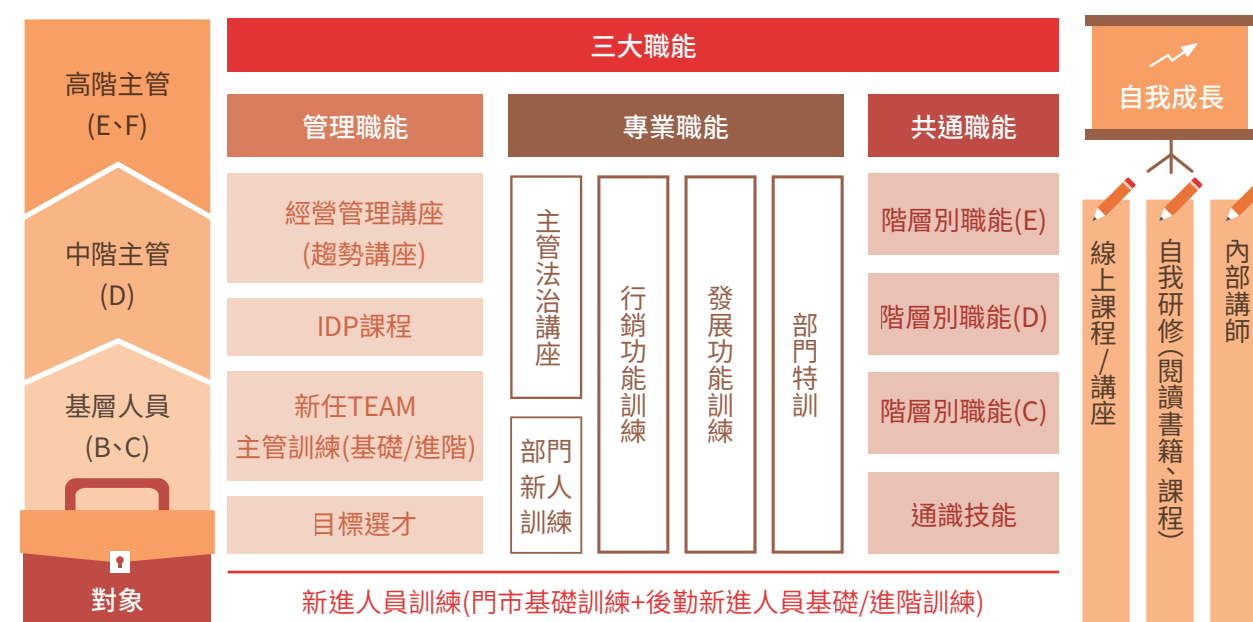 高階主管
(E、F)
中階主管
(D)
基層人員
(B、C)
對象
三大職能
管理職能
經營管理講座
(趨勢講座)
IDP課程
新任TEAM
主管訓練(基礎/進階)
目標選才
專業職能
主管法治講座
部門
新人
訓練
行銷功能訓練
發展功能訓練
部門特訓
共通職能
階層別職能(E)
階層別職能(D)
階層別職能(C)
通識技能
新進人員訓練(門市基礎訓練+後勤新進人員基礎/進階訓練)
自我成長
線上課程/講座
自我研修(閱讀書籍、課程)
內部講師